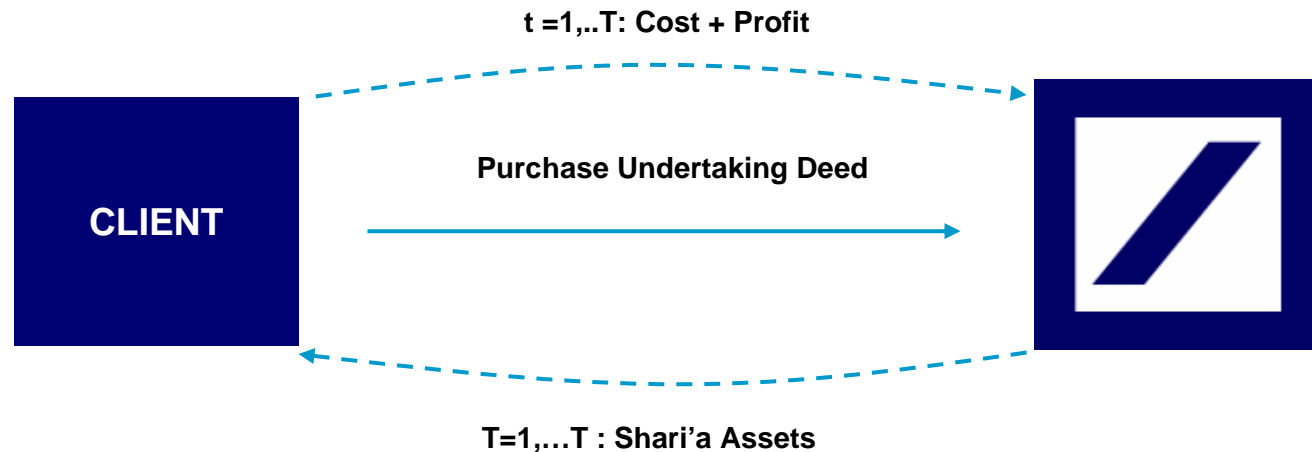 t =1,..T: Cost + Profit
Purchase Undertaking Deed
CLIENT
T=1,…T : Shari’a Assets